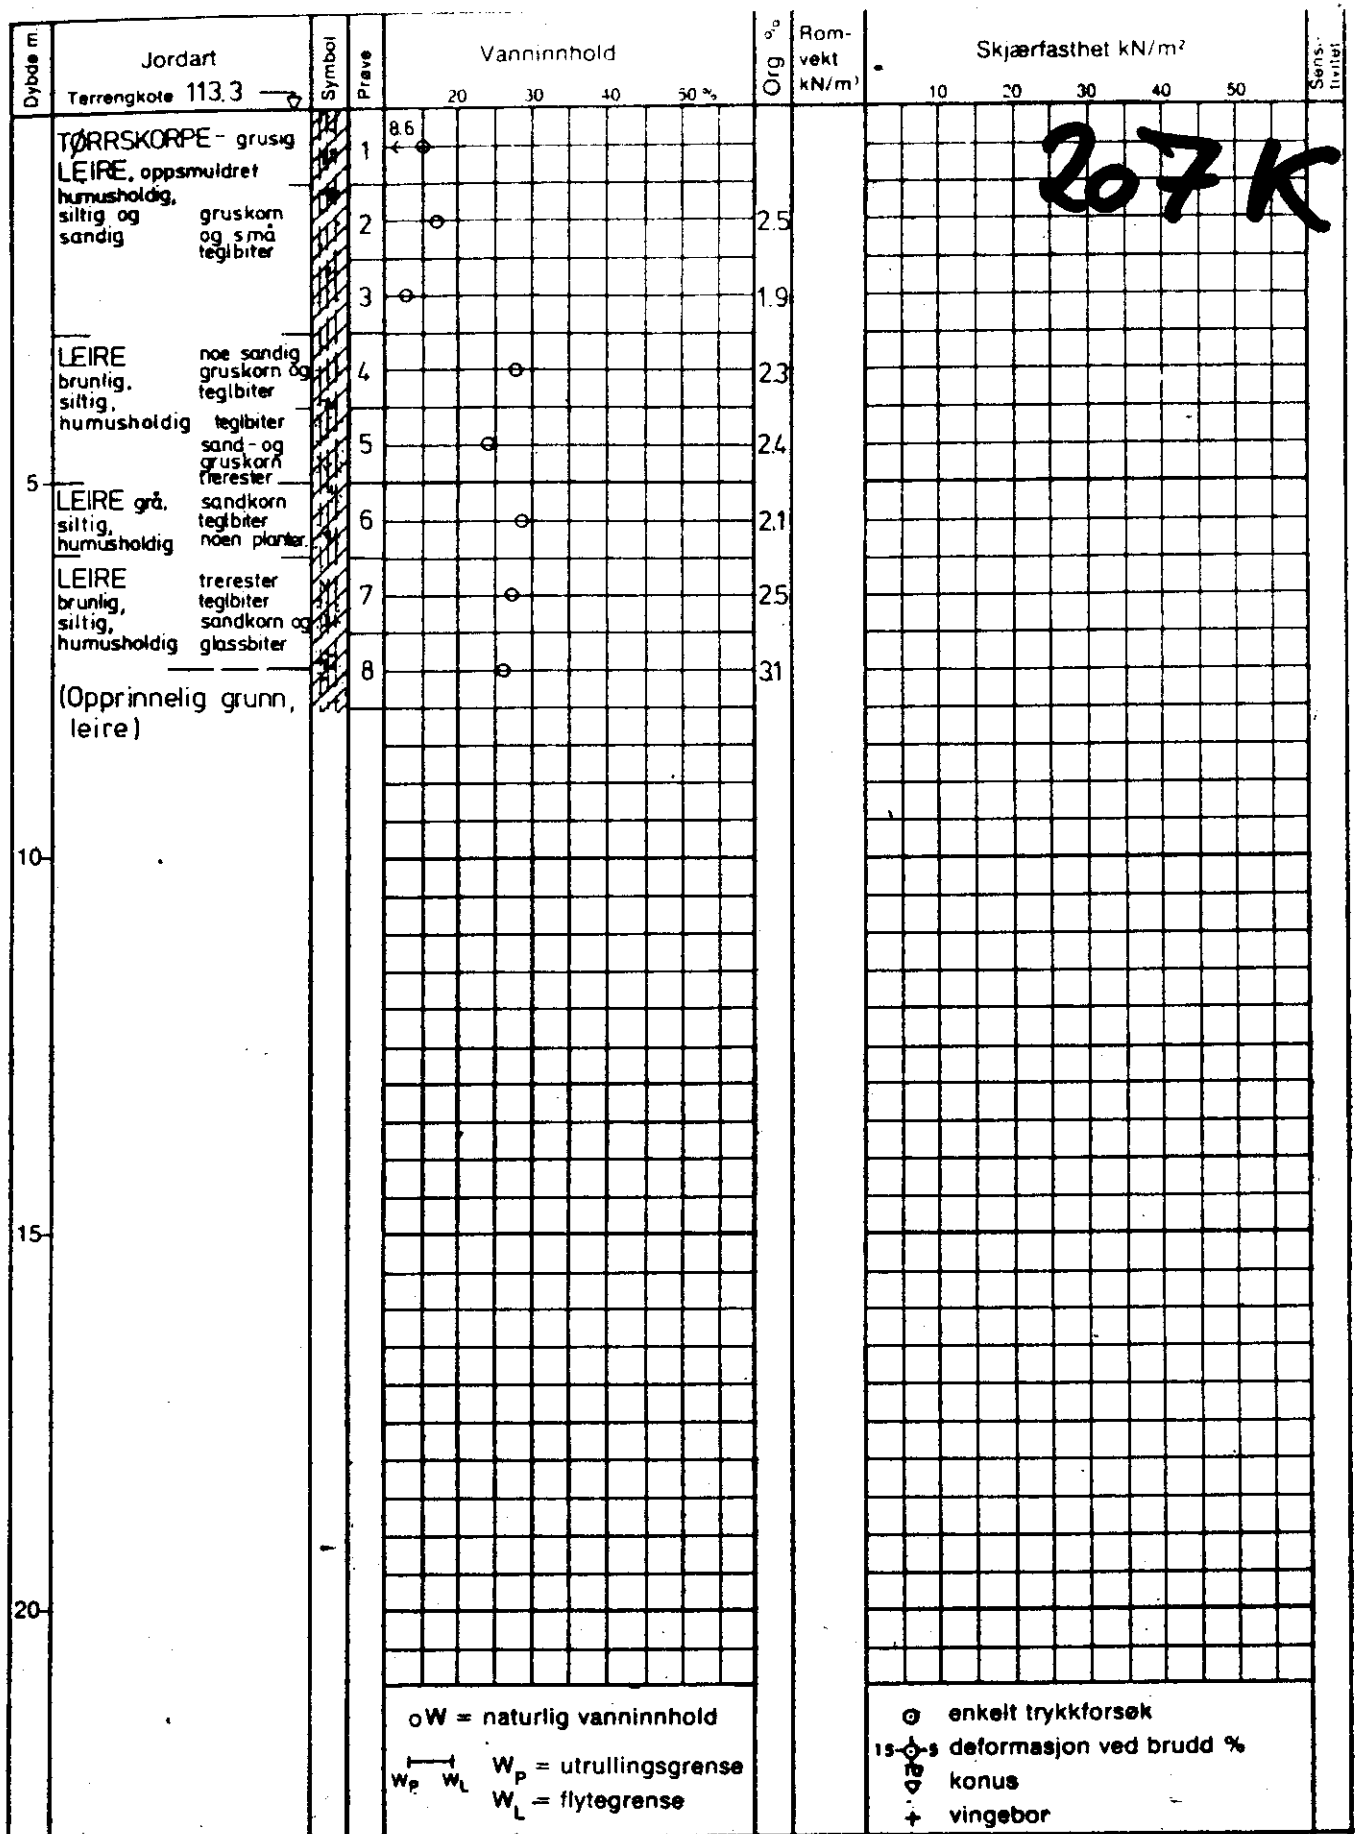 Dybde m.
Jordart
Terrengkote 113.3
Symbol
Prøve
Vanninnhold
20 30 50 %
Org %
Rom-
vekt
kN/m³
Skjærfasthet kN/m²
10 20 30 40 50
Sensi-
tivitet
207 K
TØRRSKORPE - grusig
LEIRE, oppsmuldret
humusholdig,
siltig og gruskorn
sandig og små
teglbiter
8.6
1
2 2.5
3 1.9
LEIRE noe sandig
brunlig, gruskorn og
siltig, teglbiter
humusholdig teglbiter
sand- og
gruskorn
trerester
4 2.3
5 2.4
5
LEIRE grå, sandkorn
siltig, teglbiter
humusholdig noen planter.
6 2.1
LEIRE trerester
brunlig, teglbiter
siltig, sandkorn og
humusholdig glassbiter
7 2.5
8 3.1
(Opprinnelig grunn,
leire)
10
15
20
o W = naturlig vanninnhold
Wp WL Wp = utrullingsgrense
WL = flytegrense
enkelt trykkforsøk
15 5 deformasjon ved brudd %
10
konus
+ vingebor